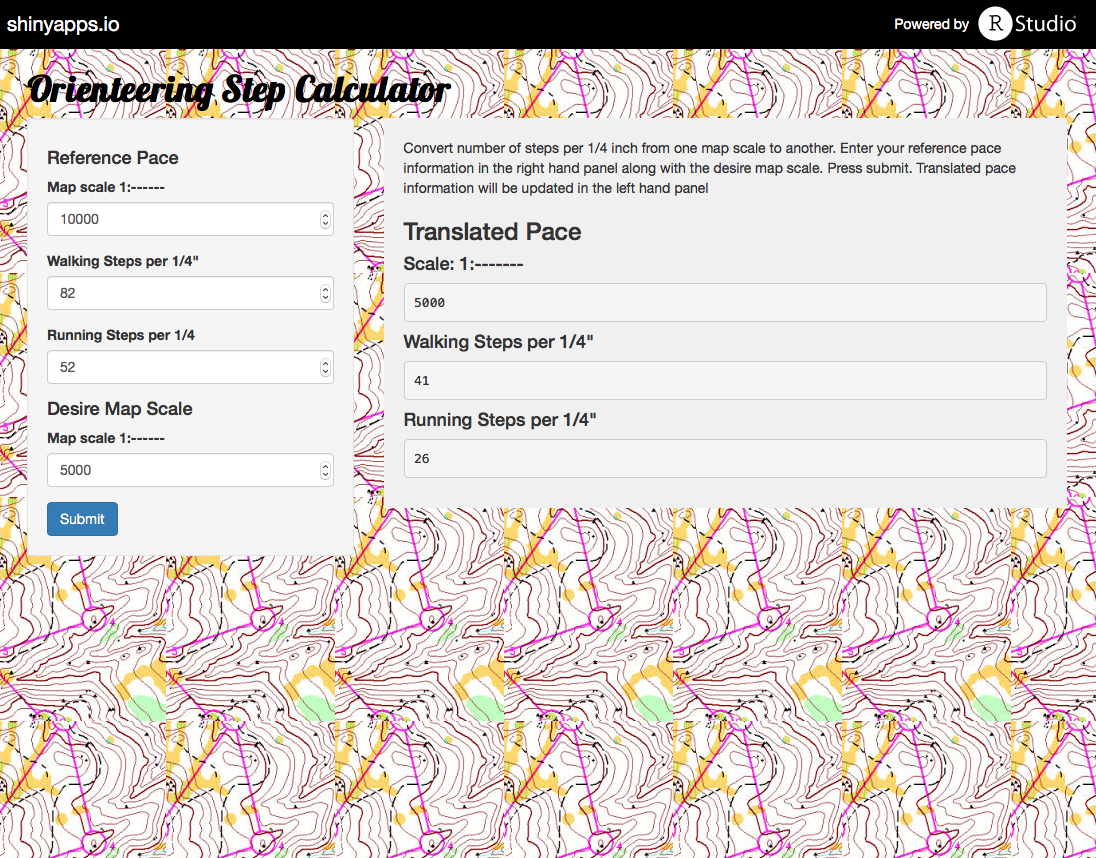 shinyapps.io
Powered by R Studio
Orienteering Step Calculator
Reference Pace
Map scale 1:------
10000
Walking Steps per 1/4"
82
Running Steps per 1/4
52
Desire Map Scale
Map scale 1:------
5000
Submit
Convert number of steps per 1/4 inch from one map scale to another. Enter your reference pace
information in the right hand panel along with the desire map scale. Press submit. Translated pace
information will be updated in the left hand panel
Translated Pace
Scale: 1:-------
5000
Walking Steps per 1/4"
41
Running Steps per 1/4"
26